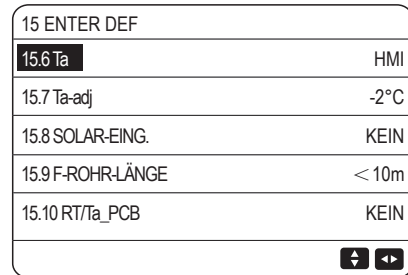 15 ENTER DEF
15.6 Ta HMI
15.7 Ta-adj -2°C
15.8 SOLAR-EING. KEIN
15.9 F-ROHR-LÄNGE <10m
15.10 RT/Ta_PCB KEIN